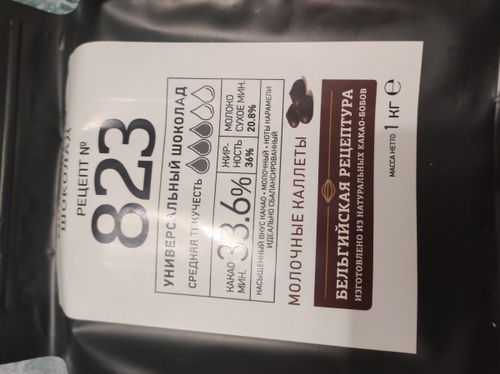 ШОКОЛАД
РЕЦЕПТ №
823
УНИВЕРСАЛЬНЫЙ ШОКОЛАД
СРЕДНЯЯ ТЕКУЧЕСТЬ
КАКАО МИН.
33.6%
ЖИР-
НОСТЬ
36%
МОЛОКО
СУХОЕ МИН.
20.8%
НАСЫЩЕННЫЙ ВКУС КАКАО • МОЛОЧНЫЙ • НОТЫ КАРАМЕЛИ
ИДЕАЛЬНО СБАЛАНСИРОВАННЫЙ
МОЛОЧНЫЕ КАЛЛЕТЫ
БЕЛЬГИЙСКАЯ РЕЦЕПТУРА
ИЗГОТОВЛЕНО ИЗ НАТУРАЛЬНЫХ КАКАО-БОБОВ
МАССА НЕТТО 1 КГ ℮